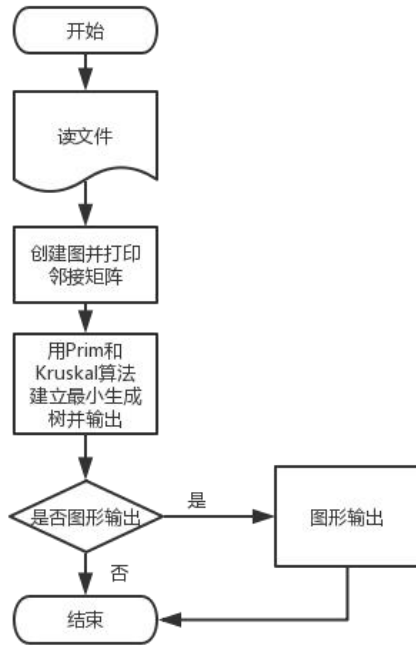 开始
读文件
创建图并打印
邻接矩阵
用Prim和
Kruskal算法
建立最小生成
树并输出
是否图形输出
是
图形输出
否
结束